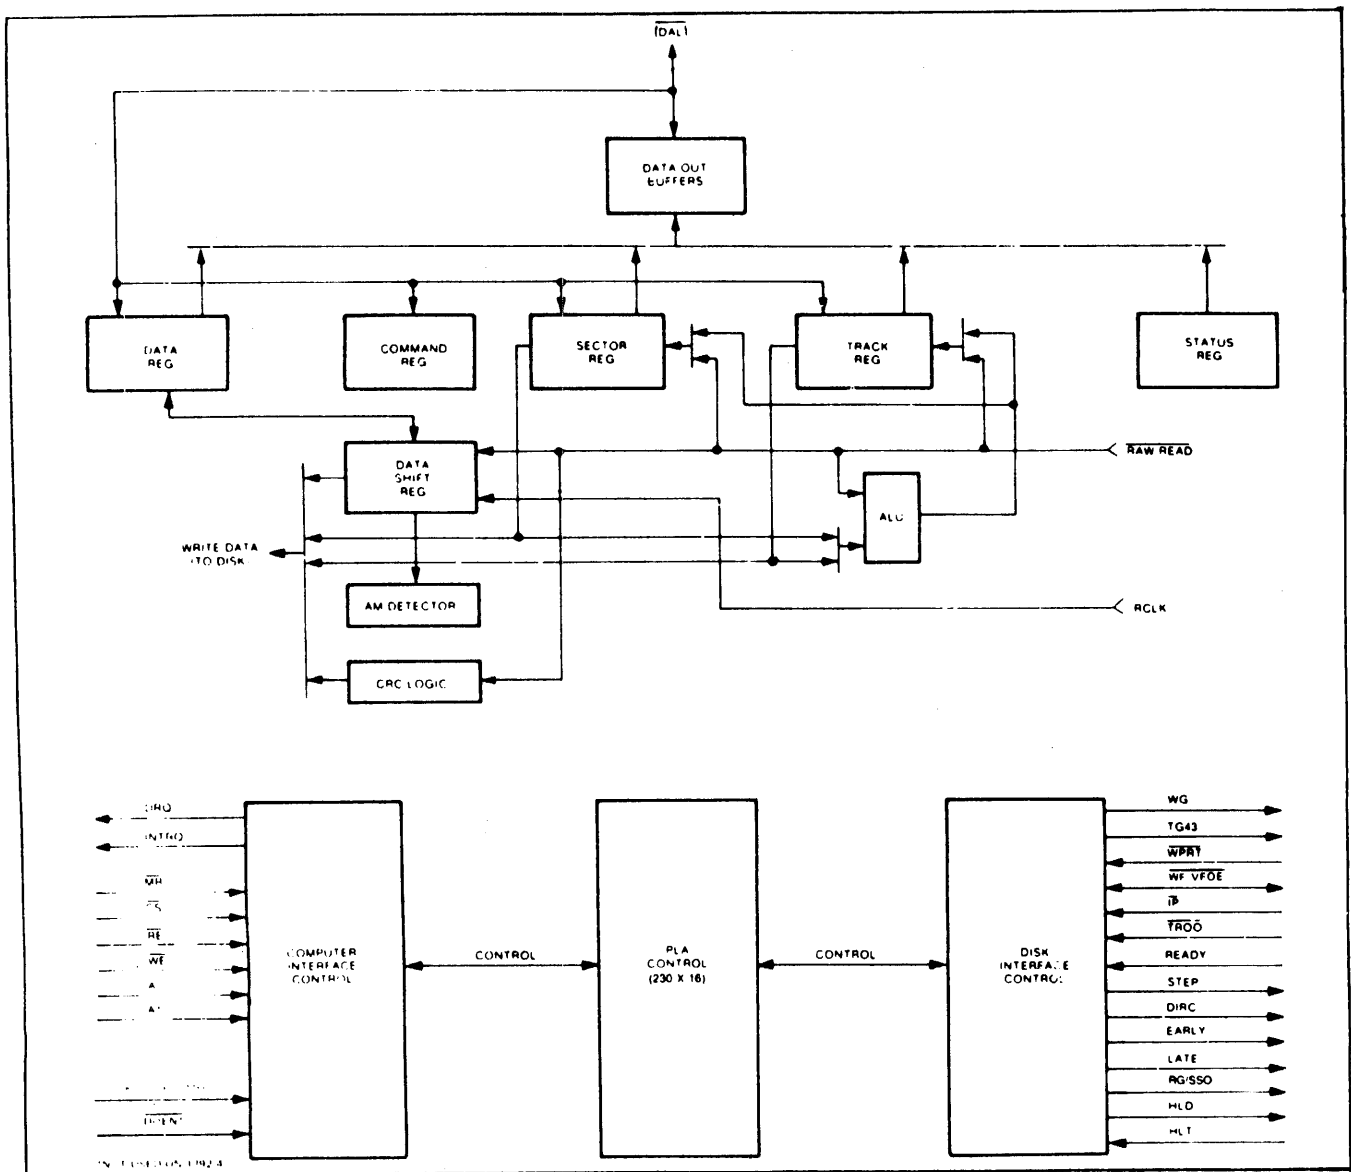 (DAL)
DATA OUT
BUFFERS
DATA
REG
COMMAND
REG
SECTOR
REG
TRACK
REG
STATUS
REG
DATA
SHIFT
REG
RAW READ
ALU
WRITE DATA
(TO DISK)
AM DETECTOR
RCLK
CRC LOGIC
DRQ
INTRQ
MR
CS
RE
WE
COMPUTER
INTERFACE
CONTROL
CONTROL
PLA
CONTROL
(230 X 16)
CONTROL
DISK
INTERFACE
CONTROL
WG
TG43
WPRT
WF VFOE
IP
TR00
READY
STEP
DIRC
EARLY
LATE
RG/SSO
HLD
HLT
DDEN